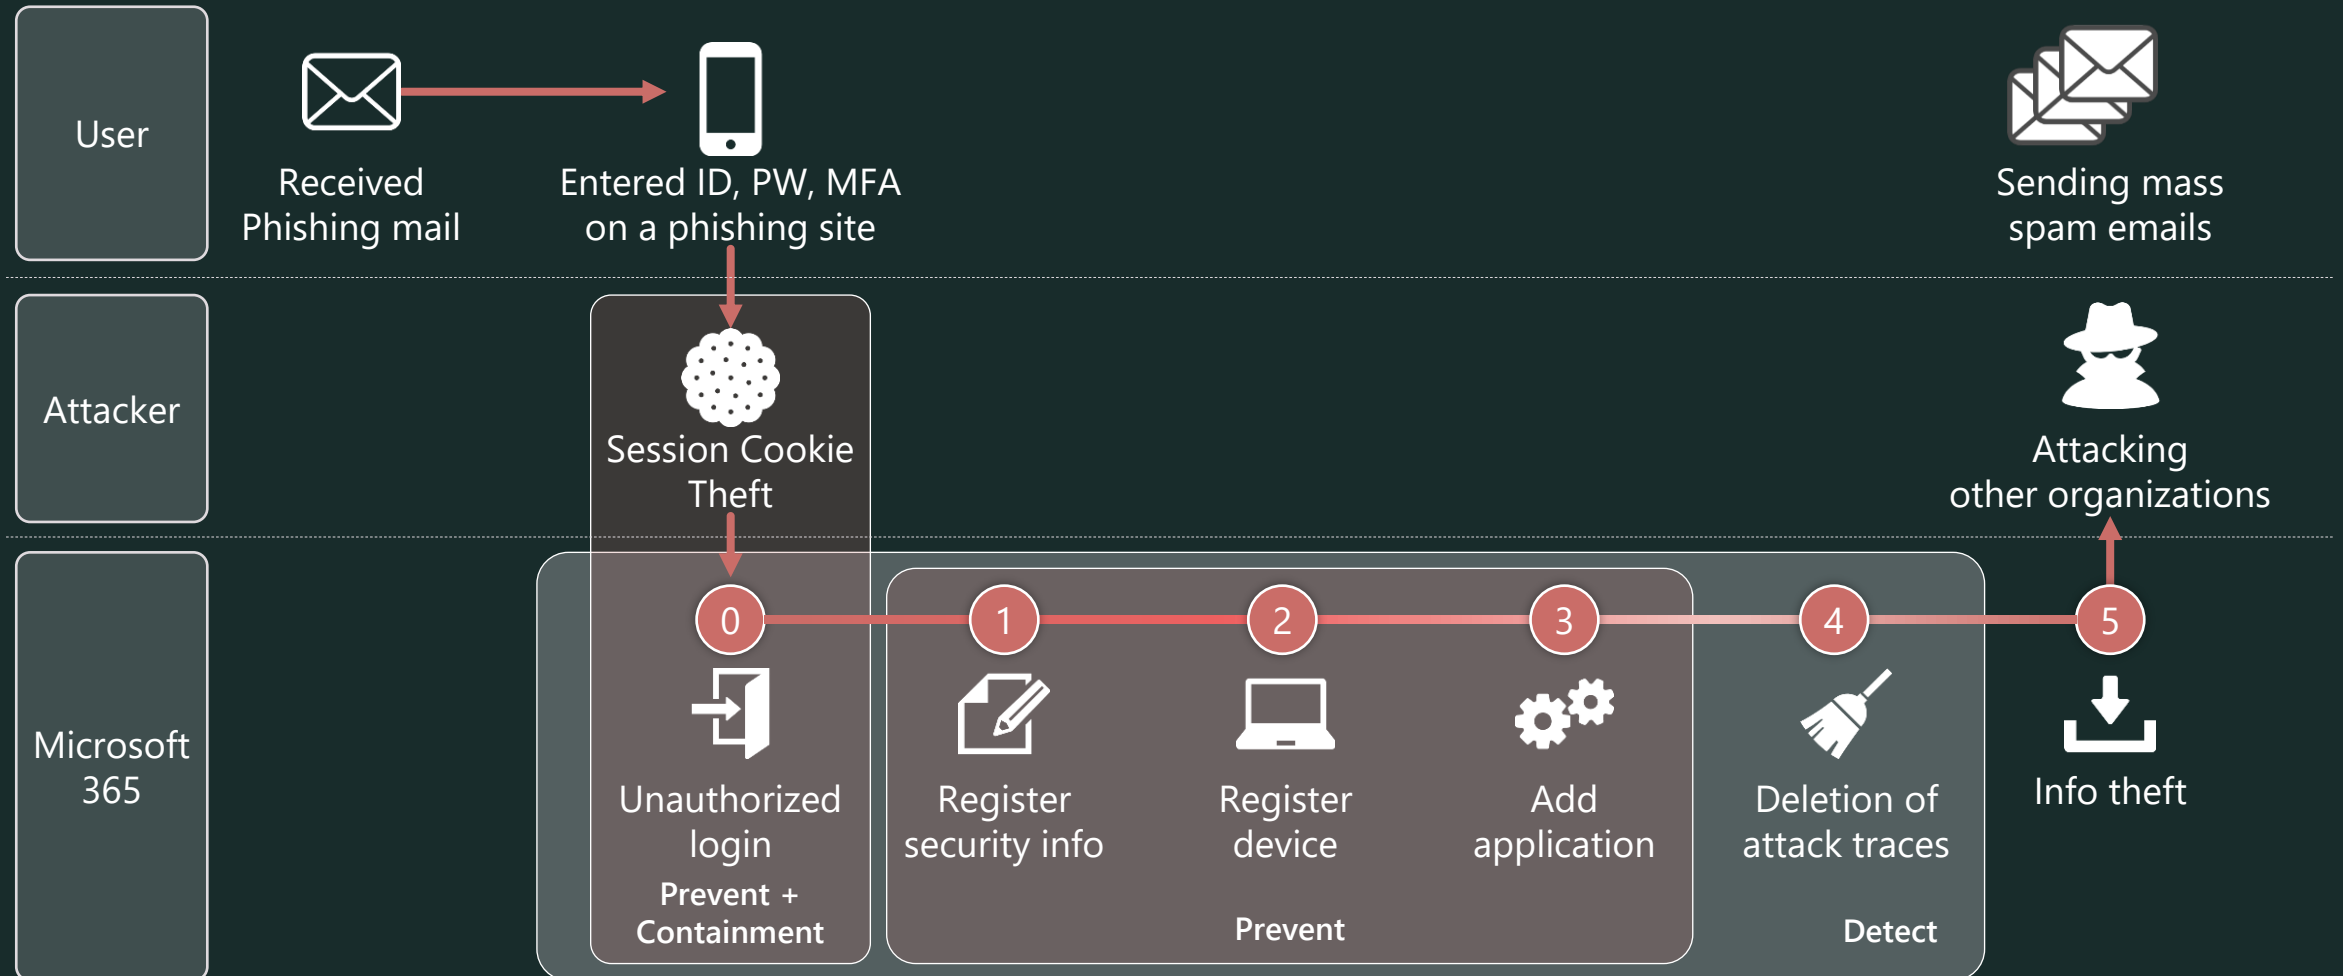 User
Received
Phishing mail
Entered ID, PW, MFA
on a phishing site
Sending mass
spam emails
Attacker
Session Cookie
Theft
Attacking
other organizations
Microsoft
365
0
1
2
3
4
5
Unauthorized
login
Register
security info
Register
device
Add
application
Deletion of
attack traces
Info theft
Prevent +
Containment
Prevent
Detect